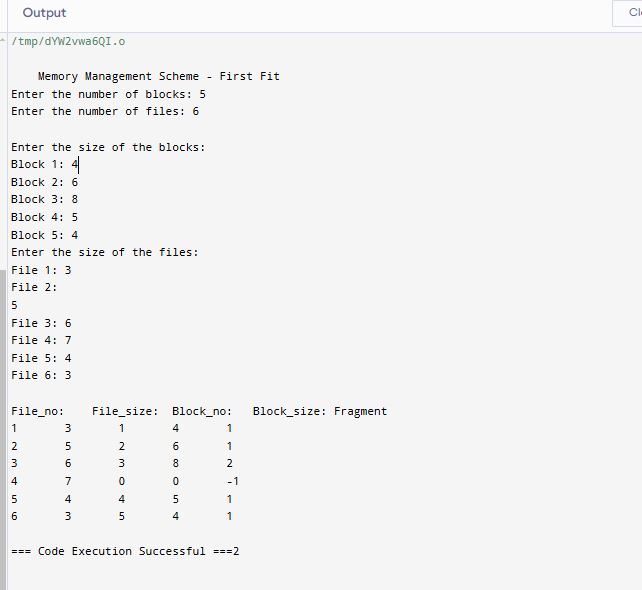 Output
Cl
/tmp/dYW2vwa6QI.o
Memory Management Scheme - First Fit
Enter the number of blocks: 5
Enter the number of files: 6
Enter the size of the blocks:
Block 1: 4
Block 2: 6
Block 3: 8
Block 4: 5
Block 5: 4
Enter the size of the files:
File 1: 3
File 2:
5
File 3: 6
File 4: 7
File 5: 4
File 6: 3
File_no: File_size: Block_no: Block_size: Fragment
1 3 1 4 1
2 5 2 6 1
3 6 3 8 2
4 7 0 0 -1
5 4 4 5 1
6 3 5 4 1
=== Code Execution Successful ===2